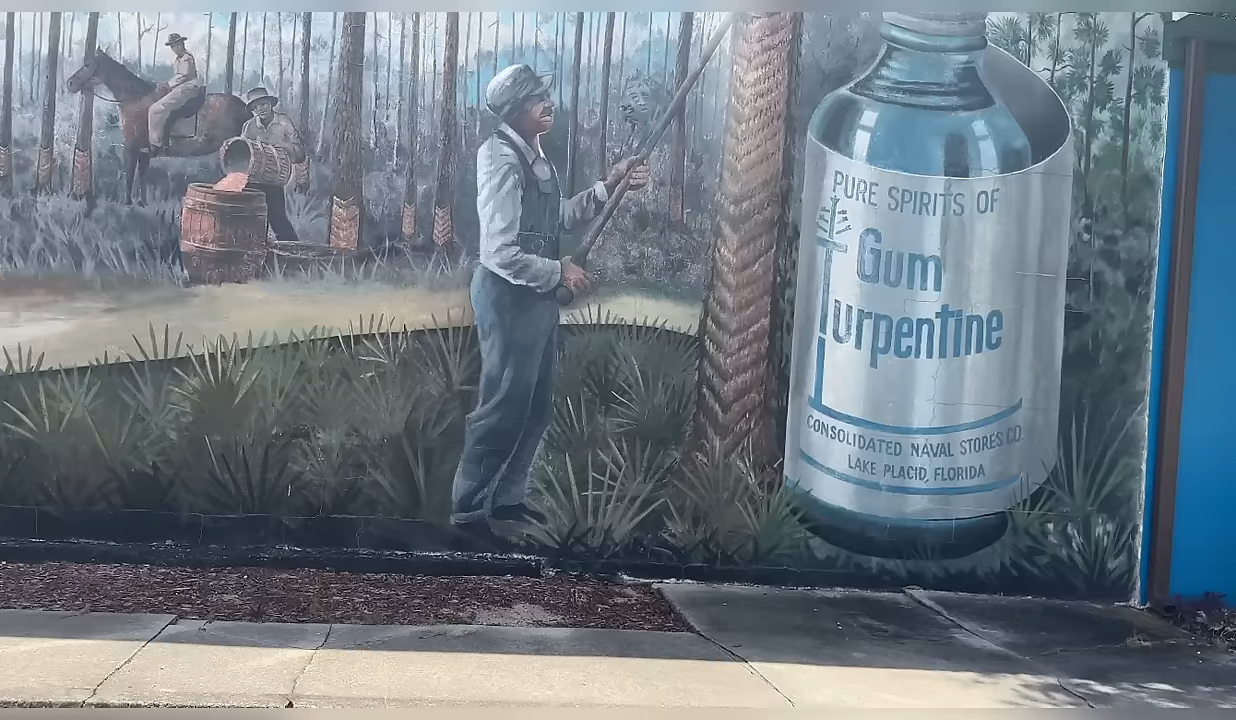 PURE SPIRITS OF
Gum
Turpentine
CONSOLIDATED NAVAL STORES CO.
LAKE PLACID, FLORIDA